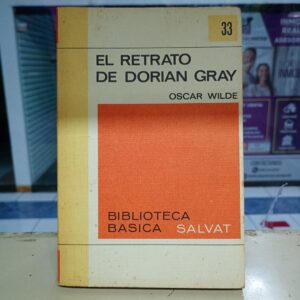 33
EL RETRATO
DE DORIAN GRAY
OSCAR WILDE
BIBLIOTECA
BASICA SALVAT